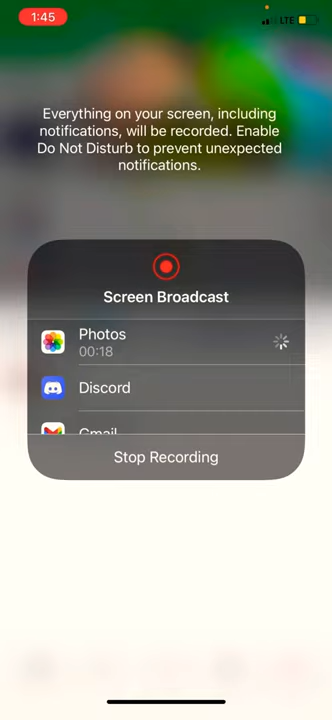 1:45
LTE
Everything on your screen, including
notifications, will be recorded. Enable
Do Not Disturb to prevent unexpected
notifications.
Screen Broadcast
Photos
00:18
Discord
Gmail
Stop Recording